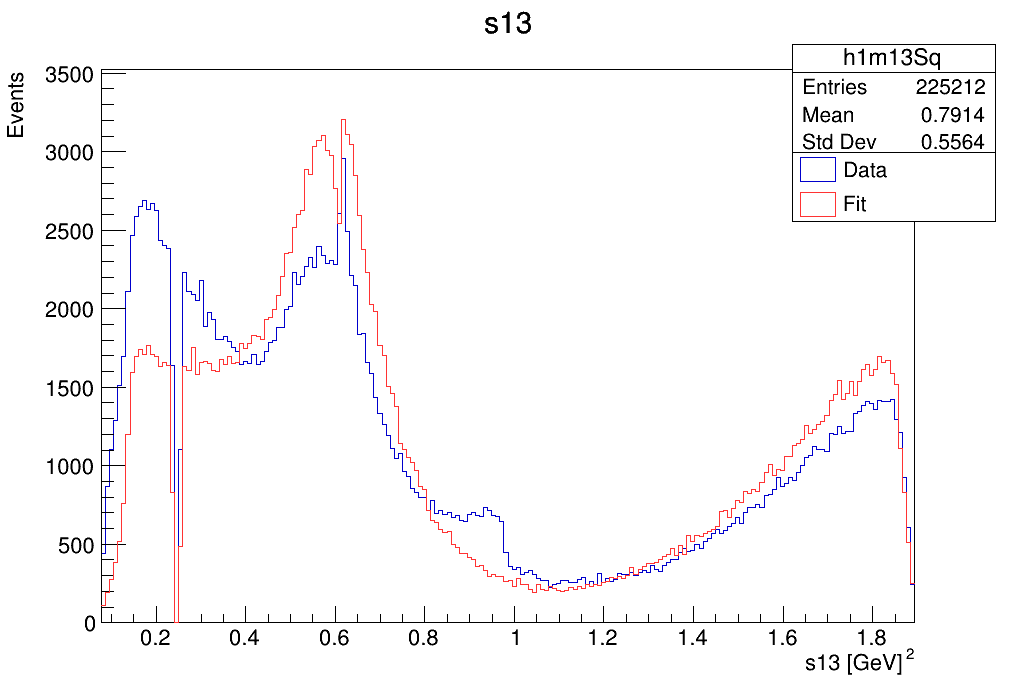 s13
h1m13Sq
Entries 225212
Mean 0.7914
Std Dev 0.5564
Data
Fit
Events
3500
3000
2500
2000
1500
1000
500
0
0.2 0.4 0.6 0.8 1 1.2 1.4 1.6 1.8
s13 [GeV]²